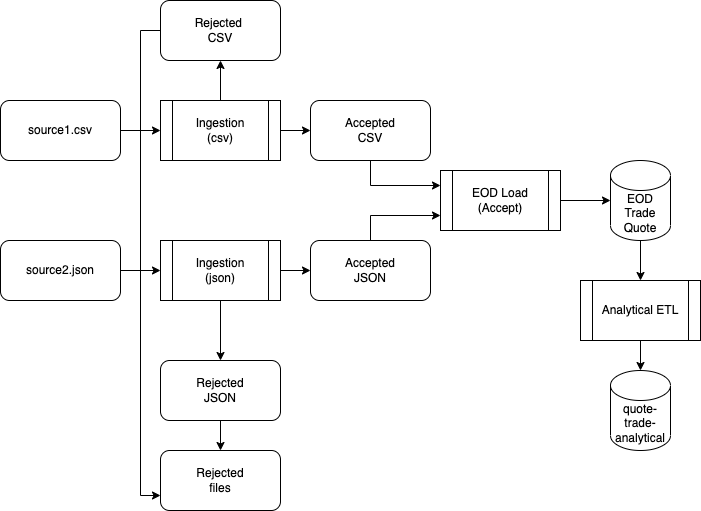 Rejected
CSV
source1.csv
Ingestion
(csv)
Accepted
CSV
EOD Load
(Accept)
EOD
Trade
Quote
source2.json
Ingestion
(json)
Accepted
JSON
Analytical ETL
Rejected
JSON
quote-
trade-
analytical
Rejected
files